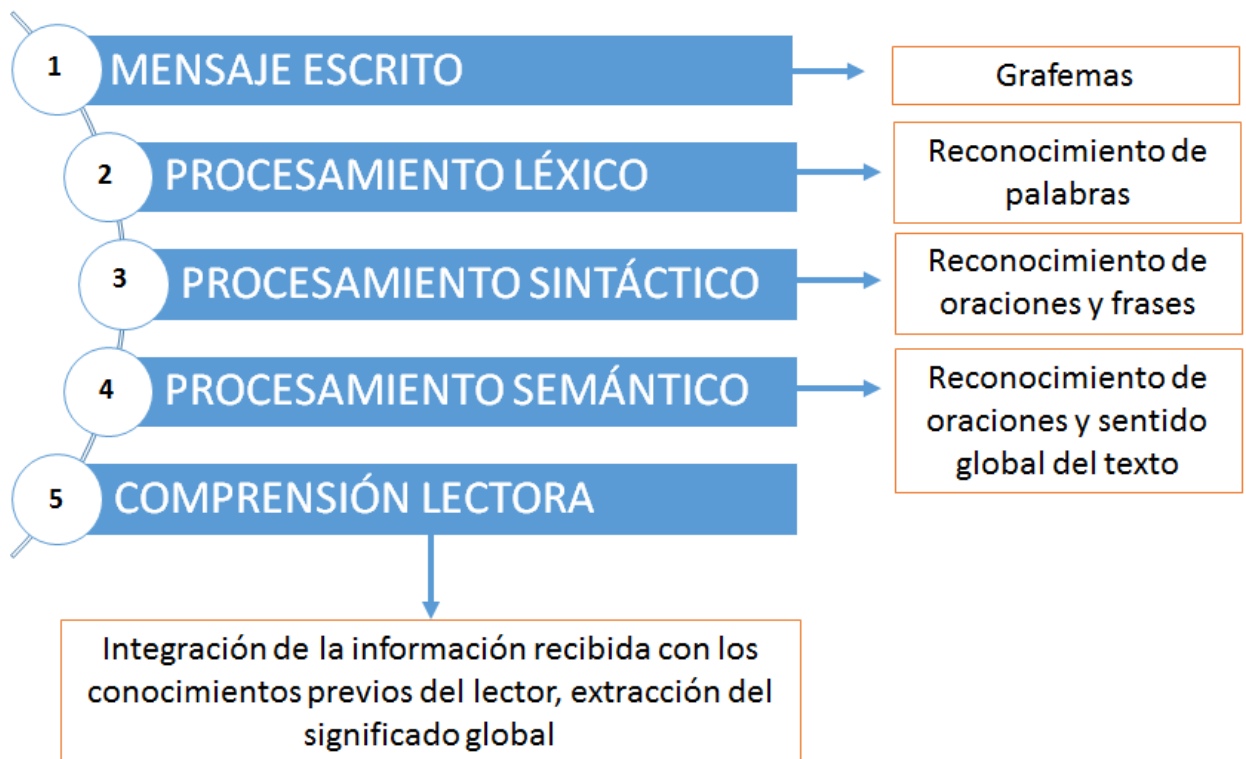 1
MENSAJE ESCRITO
Grafemas
2
PROCESAMIENTO LÉXICO
Reconocimiento de
palabras
3
PROCESAMIENTO SINTÁCTICO
Reconocimiento de
oraciones y frases
4
PROCESAMIENTO SEMÁNTICO
Reconocimiento de
oraciones y sentido
global del texto
5
COMPRENSIÓN LECTORA
Integración de la información recibida con los
conocimientos previos del lector, extracción del
significado global